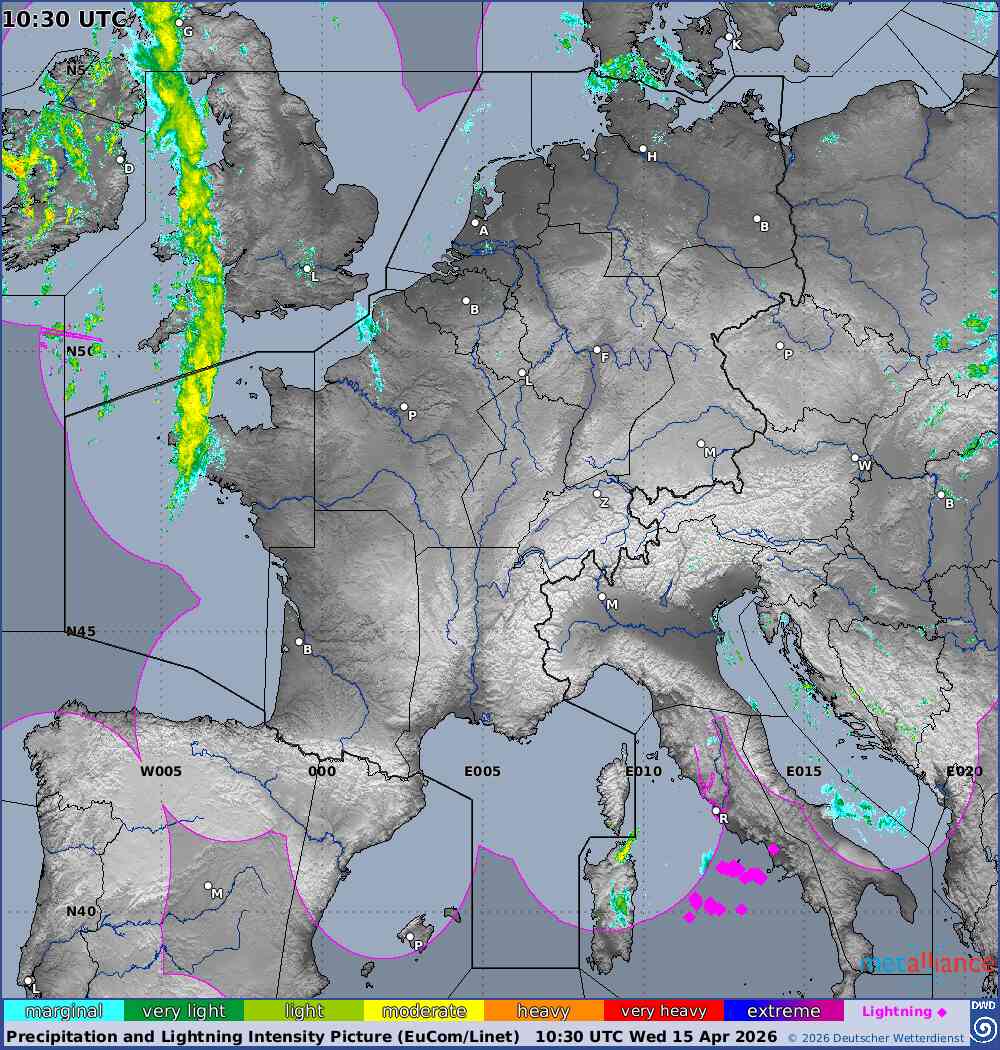 10:30 UTC
G
K
N5
H
D
A
B
B
L
B
N50
P
F
L
P
M
W
Z
B
M
N45
B
W005
000
E005
E010
E015
E020
R
M
N40
P
L
metalliance
marginal
very light
light
moderate
heavy
very heavy
extreme
Lightning
DWD
Precipitation and Lightning Intensity Picture (EuCom/Linet) 10:30 UTC Wed 15 Apr 2026 © 2026 Deutscher Wetterdienst